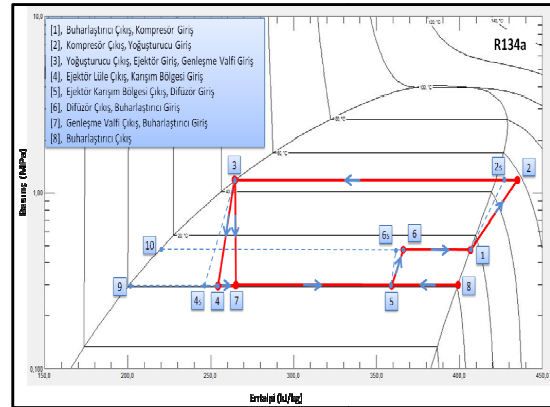 10,0
[1], Buharlaştırıcı Çıkış, Kompresör Giriş
[2], Kompresör Çıkış, Yoğuşturucu Giriş
[3], Yoğuşturucu Çıkış, Ejektör Giriş, Genleşme Valfi Giriş
[4], Ejektör Lüle Çıkış, Karışım Bölgesi Giriş
[5], Ejektör Karışım Bölgesi Çıkış, Difüzör Giriş
[6], Difüzör Çıkış, Buharlaştırıcı Giriş
[7], Genleşme Valfi Çıkış, Buharlaştırıcı Giriş
[8], Buharlaştırıcı Çıkış
R134a
3
2s
2
1,00
Basınç (MPa)
10
6s
6
1
9
4s
4
7
5
8
0,100
150,0 200,0 250,0 300,0 350,0 400,0 450,0
Entalpi (kJ/kg)